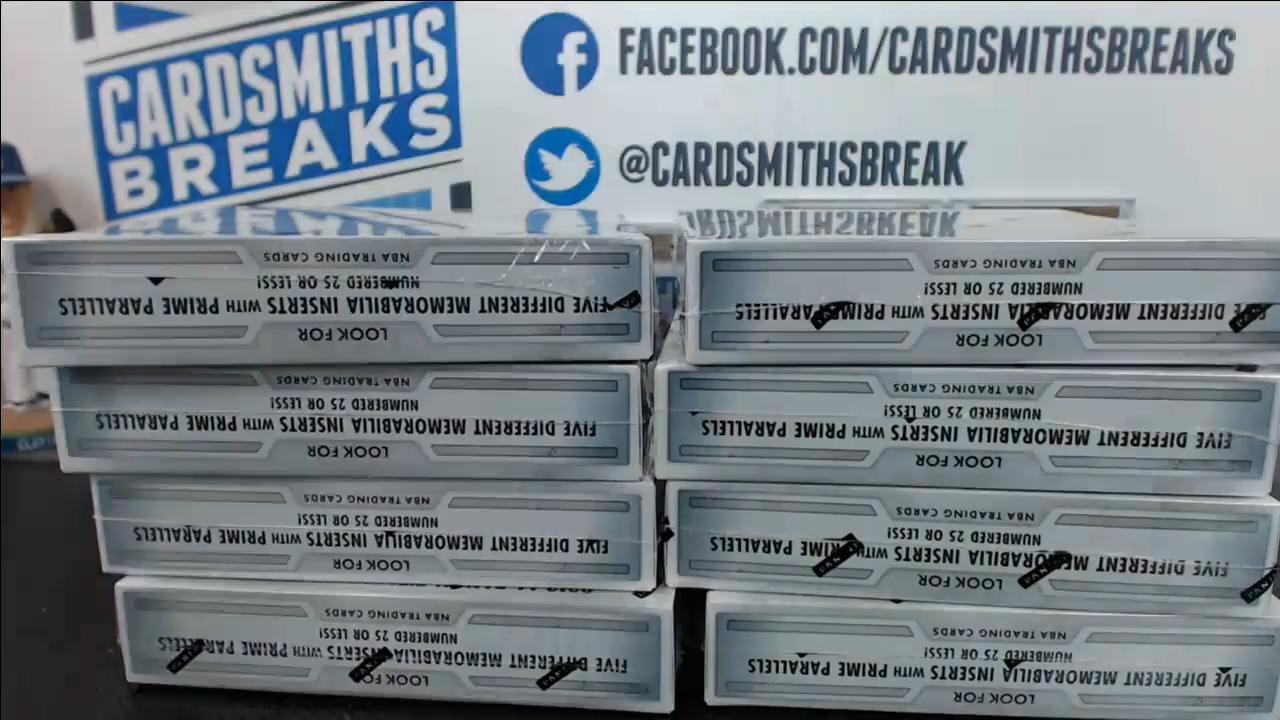 CARDSMITHS
BREAKS
FACEBOOK.COM/CARDSMITHSBREAKS
@CARDSMITHSBREAK
LOOK FOR
FIVE DIFFERENT MEMORABILIA INSERTS WITH PRIME PARALLELS
NUMBERED 25 OR LESS!
NBA TRADING CARDS
LOOK FOR
FIVE DIFFERENT MEMORABILIA INSERTS WITH PRIME PARALLELS
NUMBERED 25 OR LESS!
NBA TRADING CARDS
LOOK FOR
FIVE DIFFERENT MEMORABILIA INSERTS WITH PRIME PARALLELS
NUMBERED 25 OR LESS!
NBA TRADING CARDS
LOOK FOR
FIVE DIFFERENT MEMORABILIA INSERTS WITH PRIME PARALLELS
NUMBERED 25 OR LESS!
NBA TRADING CARDS
LOOK FOR
FIVE DIFFERENT MEMORABILIA INSERTS WITH PRIME PARALLELS
NUMBERED 25 OR LESS!
NBA TRADING CARDS
LOOK FOR
FIVE DIFFERENT MEMORABILIA INSERTS WITH PRIME PARALLELS
NUMBERED 25 OR LESS!
NBA TRADING CARDS
LOOK FOR
FIVE DIFFERENT MEMORABILIA INSERTS WITH PRIME PARALLELS
NUMBERED 25 OR LESS!
NBA TRADING CARDS
LOOK FOR
FIVE DIFFERENT MEMORABILIA INSERTS WITH PRIME PARALLELS
NUMBERED 25 OR LESS!
NBA TRADING CARDS